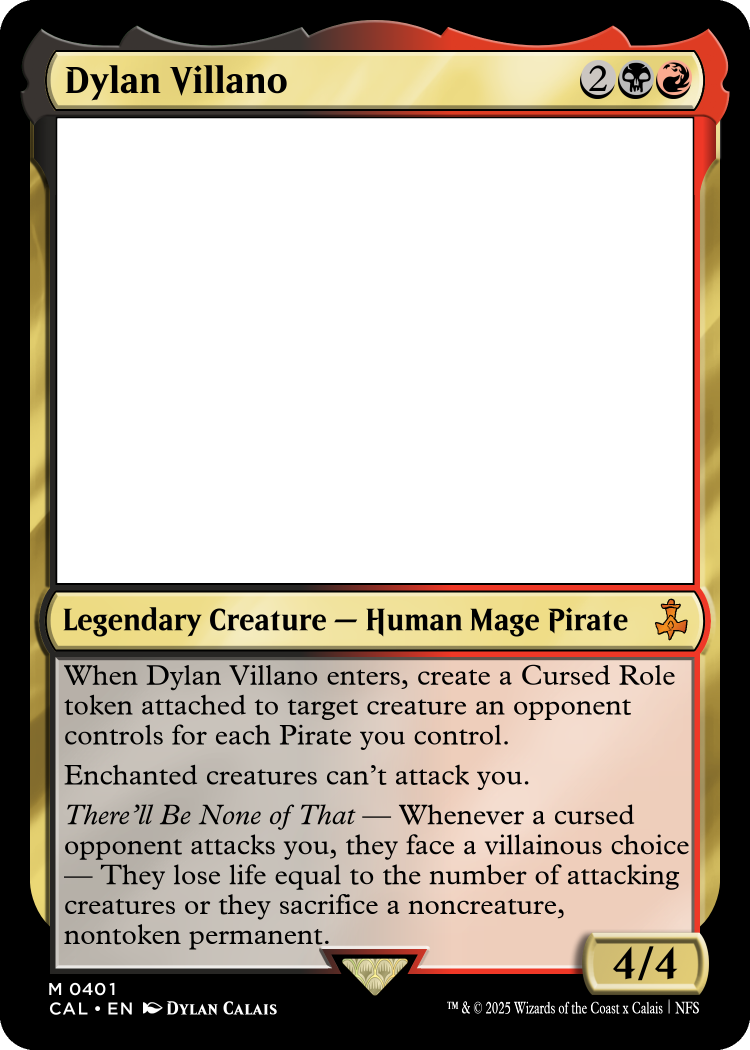 Dylan Villano 2
Legendary Creature — Human Mage Pirate
When Dylan Villano enters, create a Cursed Role
token attached to target creature an opponent
controls for each Pirate you control.
Enchanted creatures can't attack you.
There'll Be None of That — Whenever a cursed
opponent attacks you, they face a villainous choice
— They lose life equal to the number of attacking
creatures or they sacrifice a noncreature,
nontoken permanent.
4/4
M 0401
CAL • EN Dylan Calais
™ & © 2025 Wizards of the Coast x Calais | NFS